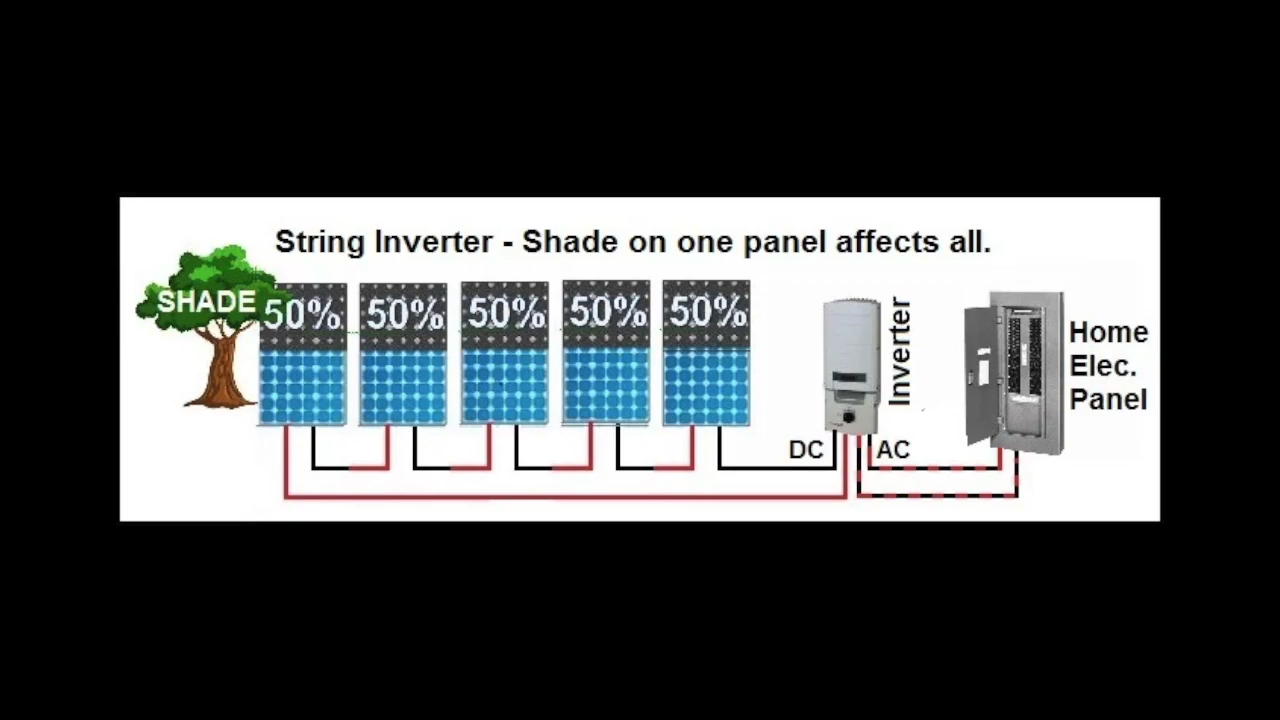 String Inverter - Shade on one panel affects all.
SHADE
50% 50% 50% 50% 50%
Inverter
Home
Elec.
Panel
DC
AC